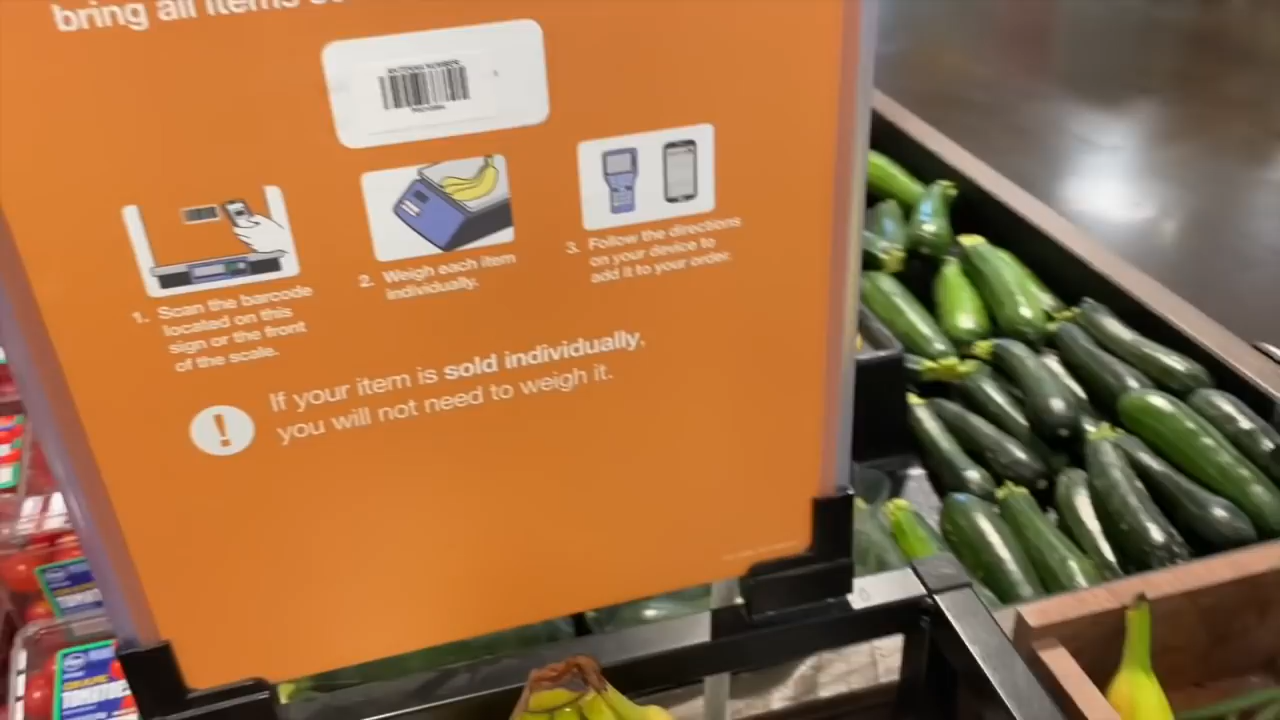 bring all items
1. Scan the barcode
located on this
sign or the front
of the scale.
2. Weigh each item
individually.
3. Follow the directions
on your device to
add it to your order.
! If your item is sold individually,
you will not need to weigh it.